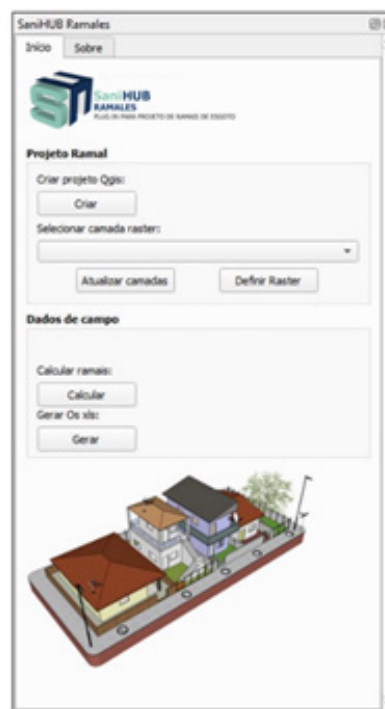 SaniHUB Ramales
Início Sobre
SaniHUB
RAMALES
PLUG-IN PARA PROJETO DE RAMAIS DE ESGOTO
Projeto Ramal
Criar projeto Qgis:
Criar
Selecionar camada raster:
Atualizar camadas Definir Raster
Dados de campo
Calcular ramais:
Calcular
Gerar Os xls:
Gerar